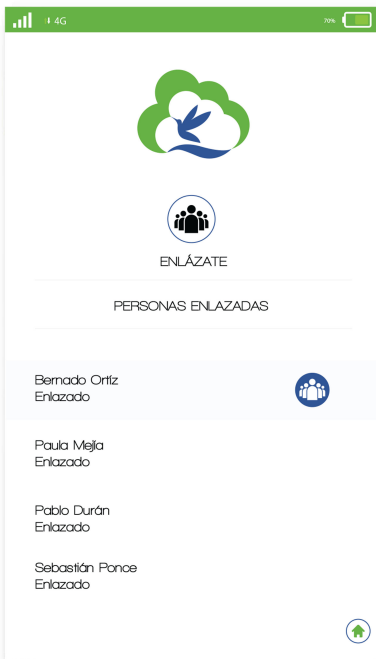 4G
70%
ENLÁZATE
PERSONAS ENLAZADAS
Bernado Ortíz
Enlazado
Paula Mejía
Enlazado
Pablo Durán
Enlazado
Sebastián Ponce
Enlazado